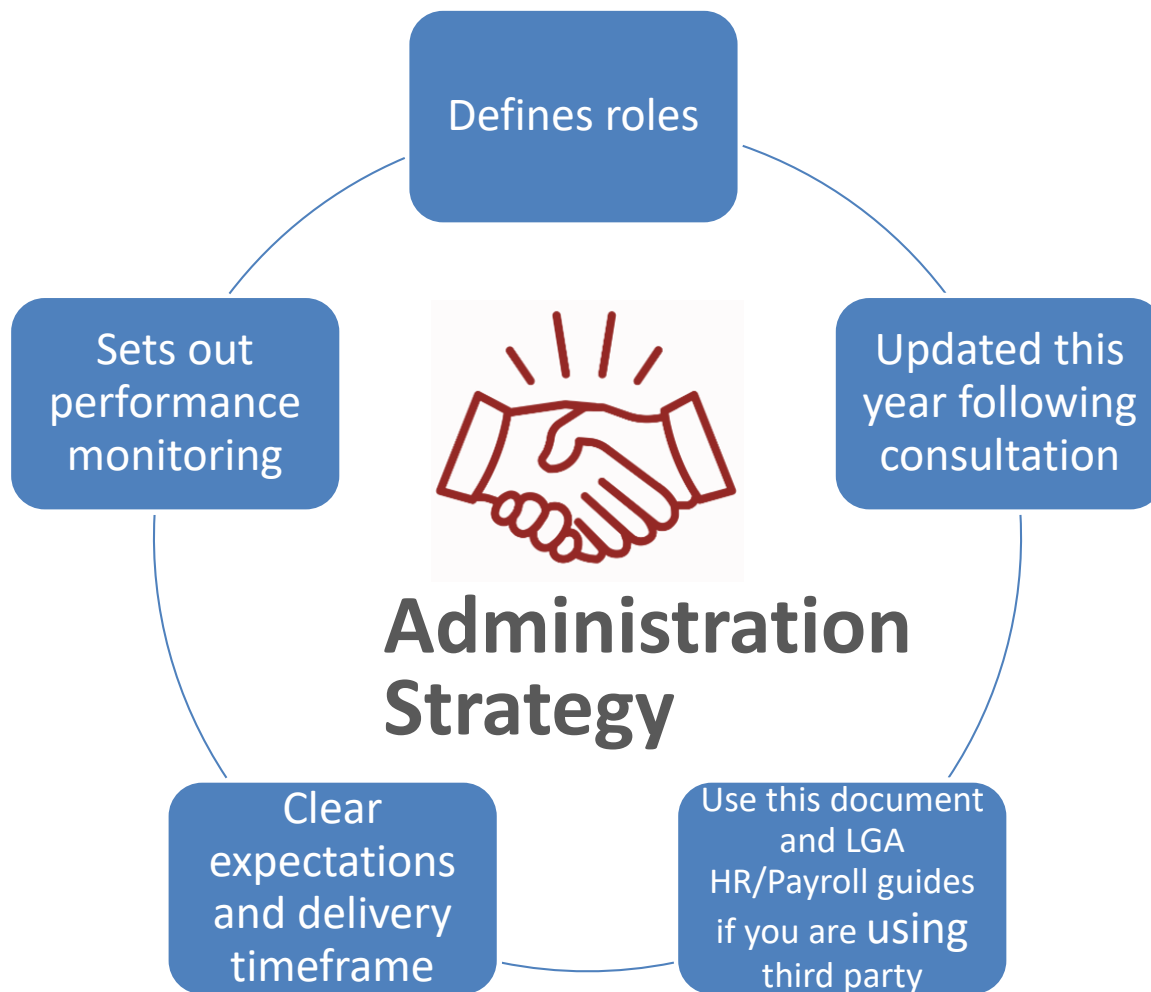 Defines roles
Updated this
year following
consultation
Use this document
and LGA
HR/Payroll guides
if you are using
third party
Clear
expectations
and delivery
timeframe
Sets out
performance
monitoring
Administration
Strategy